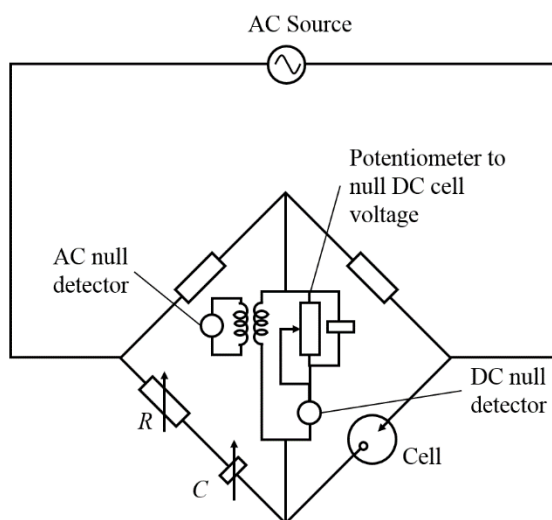 AC Source
Potentiometer to
null DC cell
voltage
AC null
detector
DC null
detector
R
Cell
C